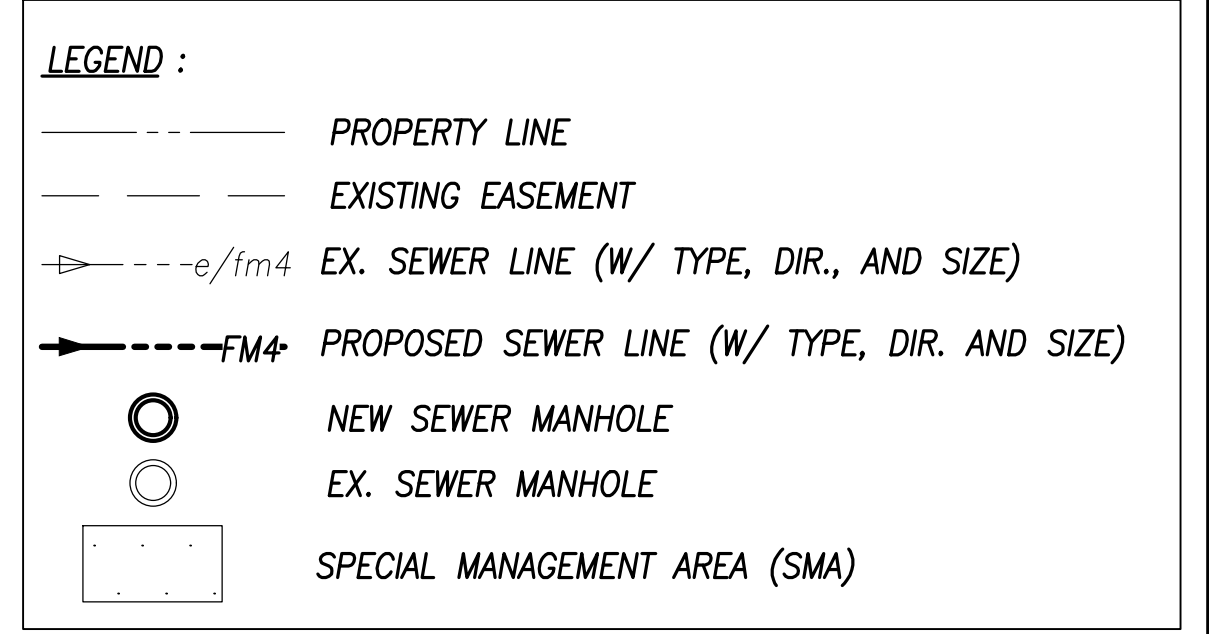 LEGEND :
PROPERTY LINE
EXISTING EASEMENT
e/fm4 EX. SEWER LINE (W/ TYPE, DIR., AND SIZE)
FM4 PROPOSED SEWER LINE (W/ TYPE, DIR. AND SIZE)
NEW SEWER MANHOLE
EX. SEWER MANHOLE
SPECIAL MANAGEMENT AREA (SMA)